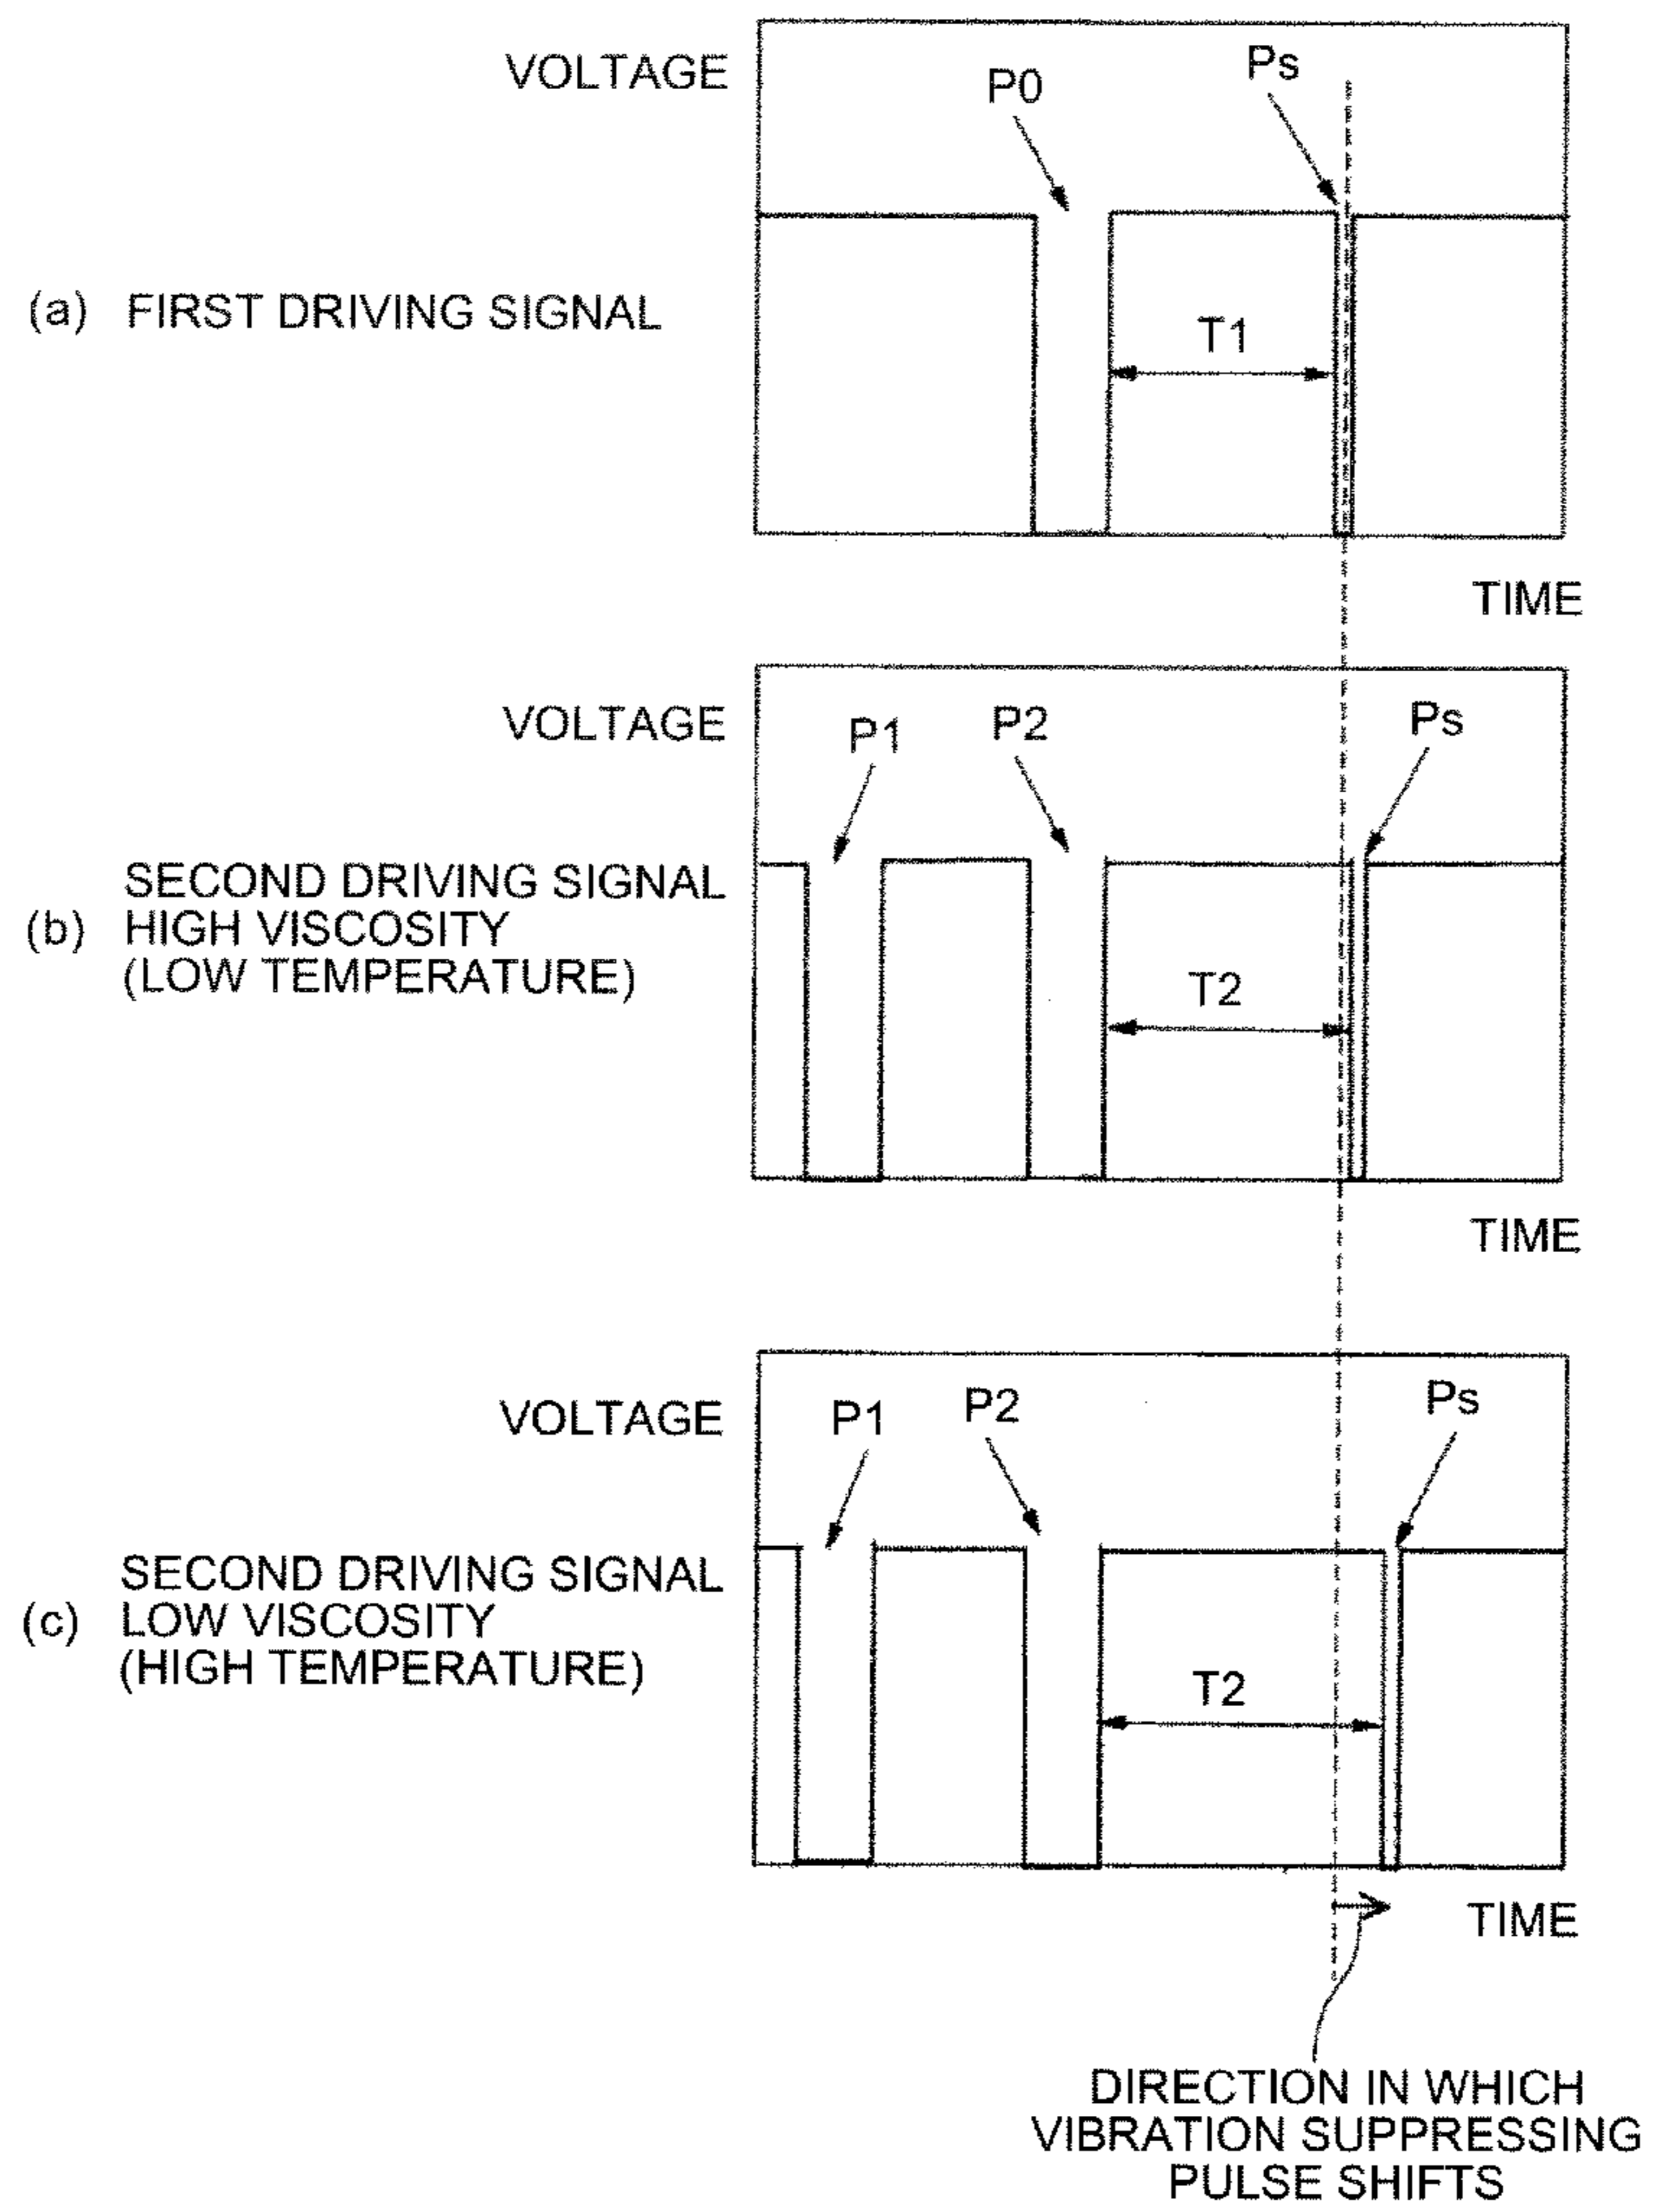 VOLTAGE
P0
Ps
(a) FIRST DRIVING SIGNAL
T1
TIME
VOLTAGE
P1
P2
Ps
SECOND DRIVING SIGNAL
(b) HIGH VISCOSITY
(LOW TEMPERATURE)
T2
TIME
VOLTAGE
P1
P2
Ps
SECOND DRIVING SIGNAL
(c) LOW VISCOSITY
(HIGH TEMPERATURE)
T2
TIME
DIRECTION IN WHICH
VIBRATION SUPPRESSING
PULSE SHIFTS